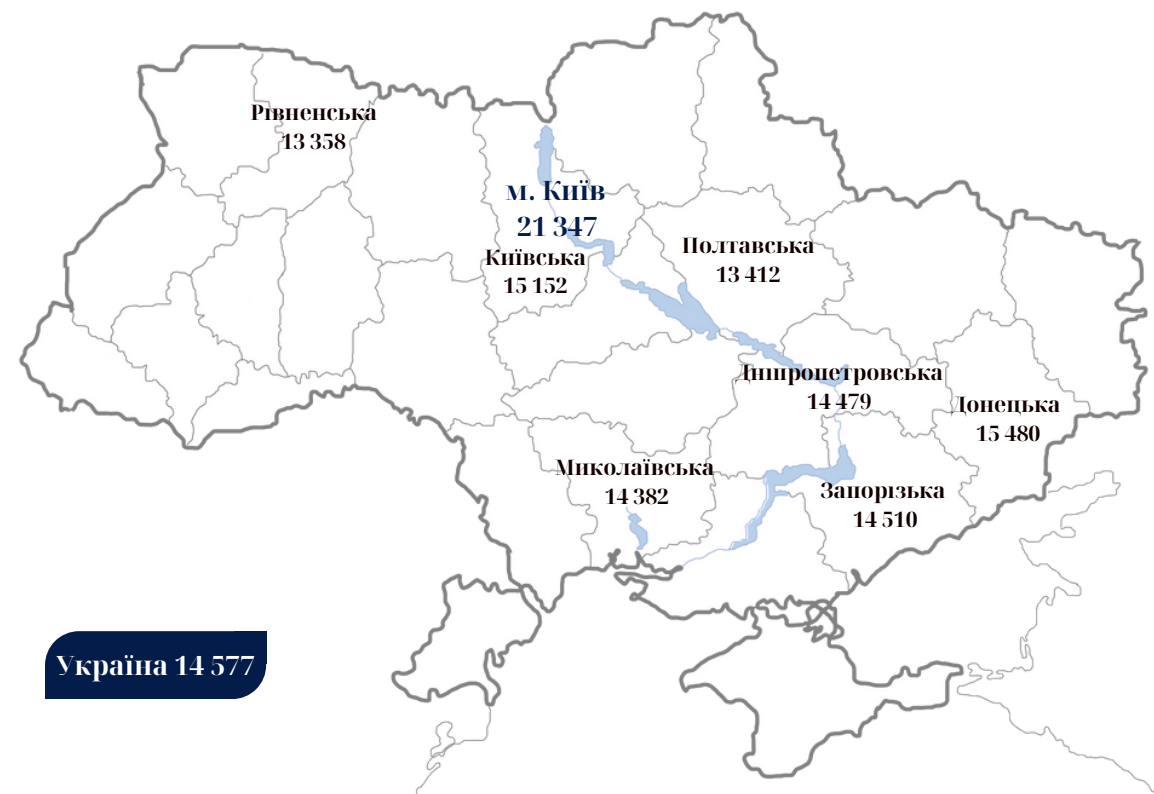 Рівненська
13 358
м. Київ
21 347
Київська
15 152
Полтавська
13 412
Дніпропетровська
14 479
Донецька
15 480
Миколаївська
14 382
Запорізька
14 510
Україна 14 577